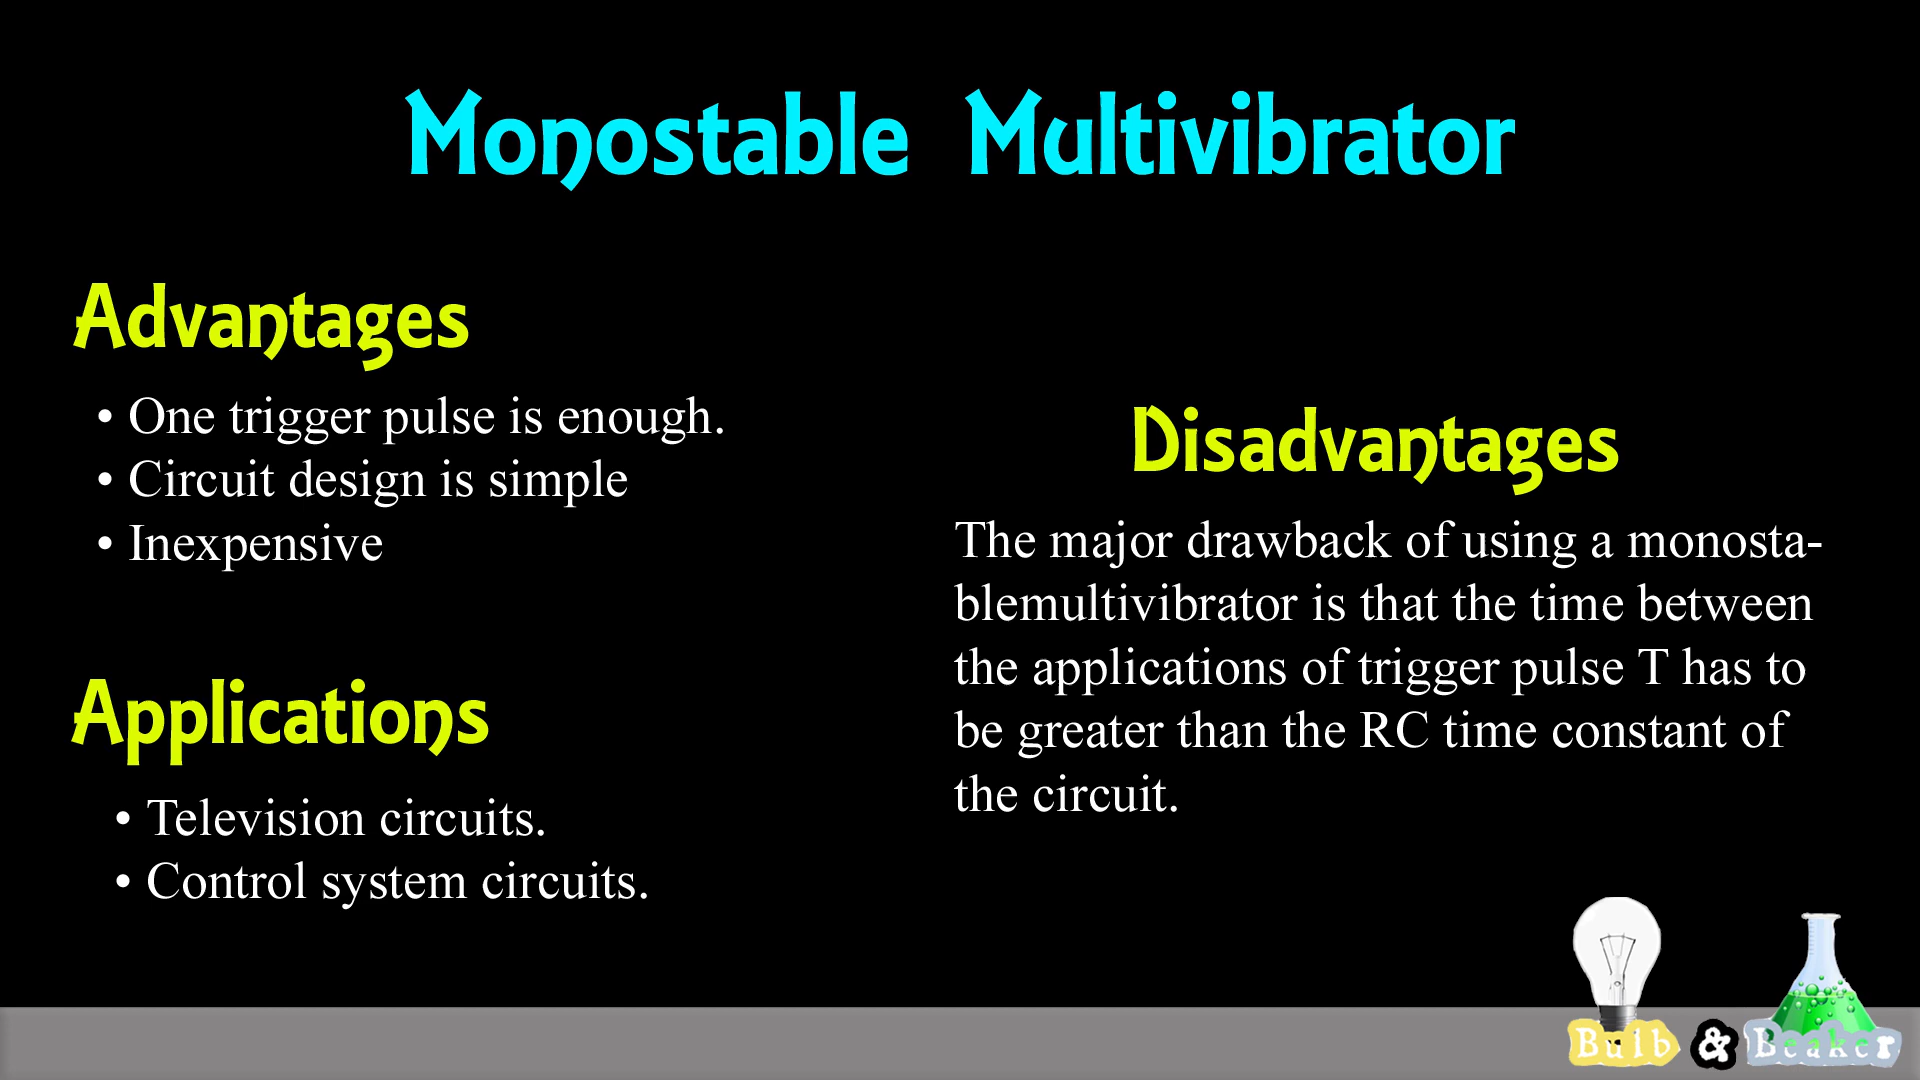 Monostable Multivibrator
Advantages
• One trigger pulse is enough.
• Circuit design is simple
• Inexpensive
Applications
• Television circuits.
• Control system circuits.
Disadvantages
The major drawback of using a monosta-
blemultivibrator is that the time between
the applications of trigger pulse T has to
be greater than the RC time constant of
the circuit.
Bulb & Beaker